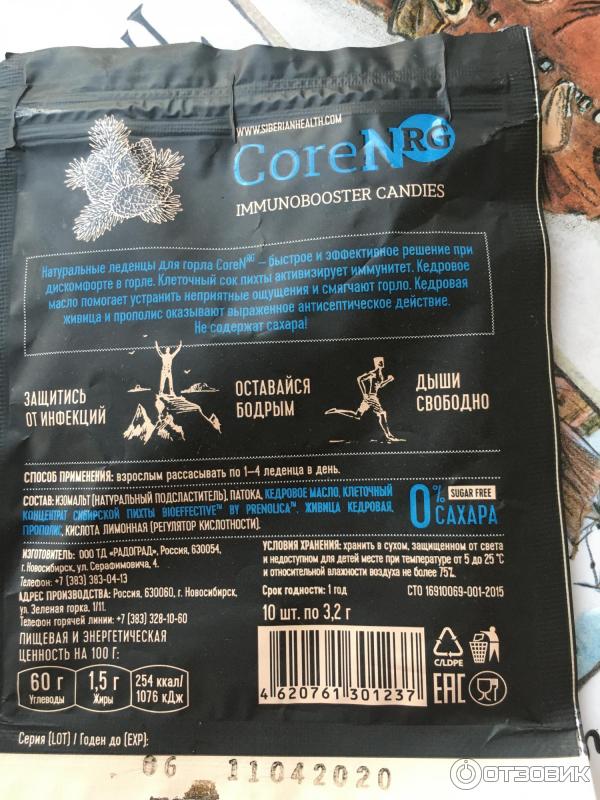 WWW.SIBERIANHEALTH.COM
CoreNRG
IMMUNOBOOSTER CANDIES
Натуральные леденцы для горла CoreNRG – быстрое и эффективное решение при
дискомфорте в горле. Клеточный сок пихты активизирует иммунитет. Кедровое
масло помогает устранить неприятные ощущения и смягчают горло. Кедровая
живица и прополис оказывают выраженное антисептическое действие.
Не содержат сахара!
ЗАЩИТИСЬ
ОТ ИНФЕКЦИЙ
ОСТАВАЙСЯ
БОДРЫМ
ДЫШИ
СВОБОДНО
СПОСОБ ПРИМЕНЕНИЯ: взрослым рассасывать по 1–4 леденца в день.
СОСТАВ: ИЗОМАЛЬТ (НАТУРАЛЬНЫЙ ПОДСЛАСТИТЕЛЬ), ПАТОКА, КЕДРОВОЕ МАСЛО, КЛЕТОЧНЫЙ
КОНЦЕНТРАТ СИБИРСКОЙ ПИХТЫ BIOEFFECTIVE™ BY PRENOLICA™, ЖИВИЦА КЕДРОВАЯ,
ПРОПОЛИС, КИСЛОТА ЛИМОННАЯ (РЕГУЛЯТОР КИСЛОТНОСТИ).
0% SUGAR FREE
САХАРА
ИЗГОТОВИТЕЛЬ: ООО ТД «РАДОГРАД», Россия, 630054,
г. Новосибирск, ул. Серафимовича, 4.
Телефон: +7 (383) 383-04-13
АДРЕС ПРОИЗВОДСТВА: Россия, 630060, г. Новосибирск,
ул. Зеленая горка, 1/11.
Телефон горячей линии: +7 (383) 328-10-60
ПИЩЕВАЯ И ЭНЕРГЕТИЧЕСКАЯ
ЦЕННОСТЬ НА 100 Г:
60 г
Углеводы
1,5 г
Жиры
254 ккал/
1076 кДж
УСЛОВИЯ ХРАНЕНИЯ: хранить в сухом, защищенном от света
и недоступном для детей месте при температуре от 5 до 25 °С
и относительной влажности воздуха не более 75%.
Срок годности: 1 год
СТО 16910069-001-2015
10 шт. по 3,2 г
4 620761 301237
C/LDPE
EAC
Серия (LOT) / Годен до (EXP):
06 11042020
ОТЗОВИК